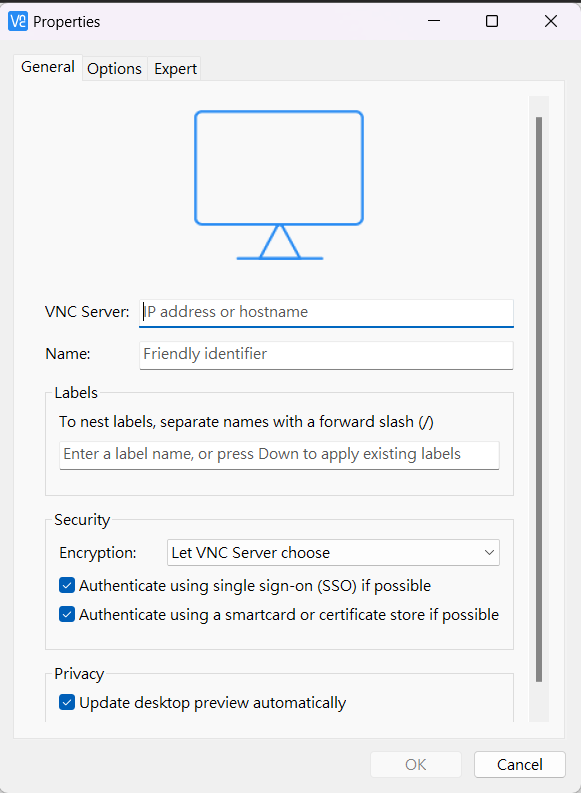 V2 Properties
General Options Expert
VNC Server: IP address or hostname
Name: Friendly identifier
Labels
To nest labels, separate names with a forward slash (/)
Enter a label name, or press Down to apply existing labels
Security
Encryption: Let VNC Server choose
Authenticate using single sign-on (SSO) if possible
Authenticate using a smartcard or certificate store if possible
Privacy
Update desktop preview automatically
OK Cancel